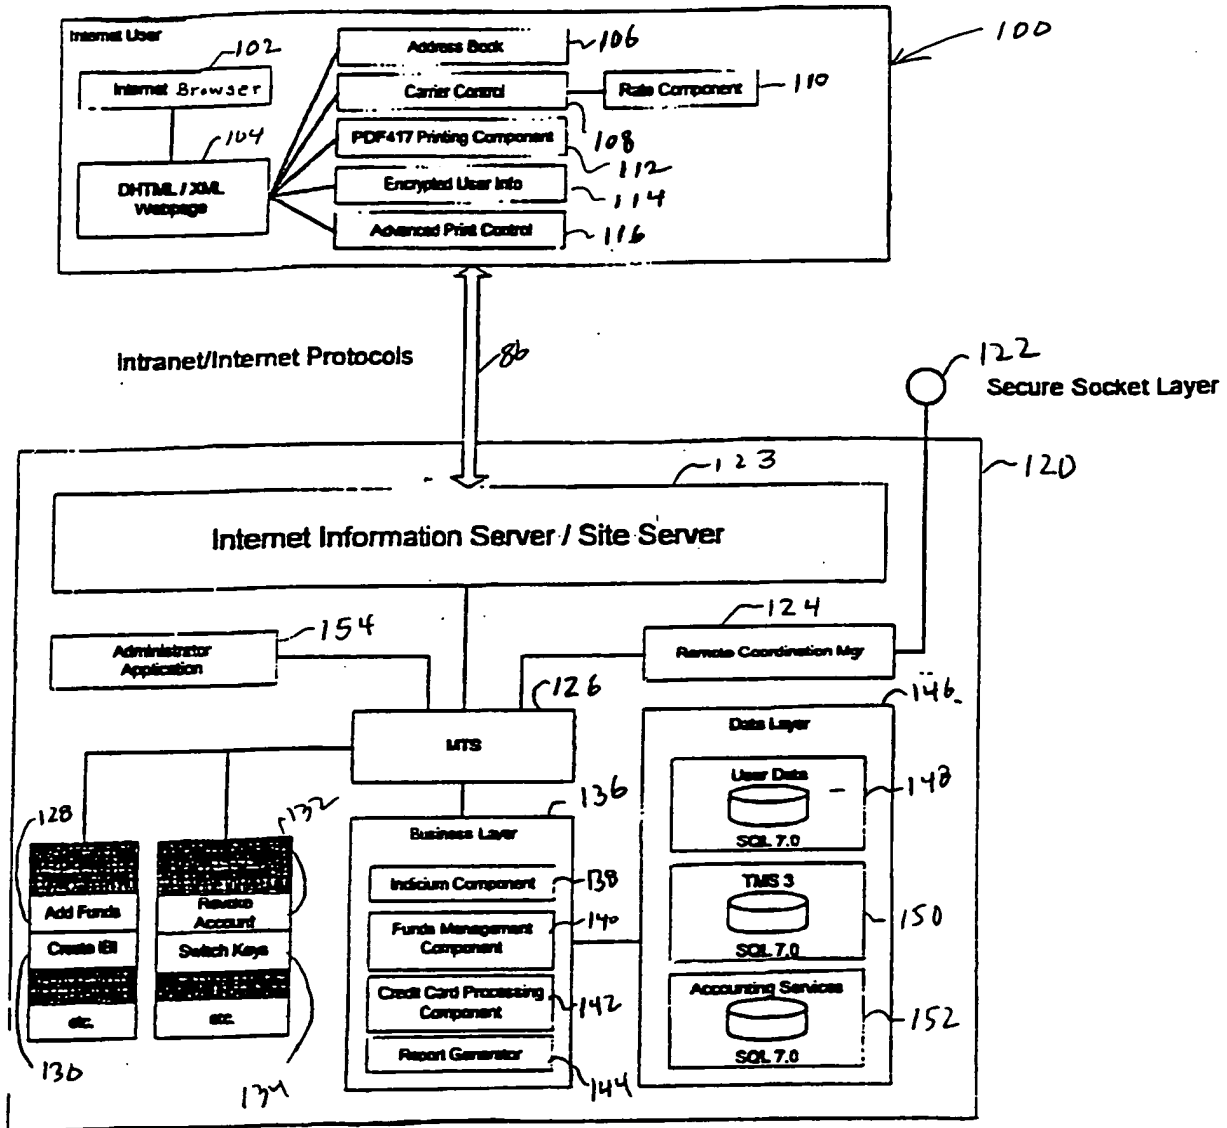 Internet User
102
Internet Browser
104
DHTML / XML
Webpage
Address Book
106
100
Carrier Control
Rate Component
110
108
PDF417 Printing Component
112
Encrypted User Info
114
Advanced Print Control
116
Intranet/Internet Protocols
86
122
Secure Socket Layer
120
123
Internet Information Server / Site Server
154
Administrator
Application
124
Remote Coordination Mgr
126
MTS
146
Data Layer
User Data
148
SQL 7.0
TMS 3
150
SQL 7.0
Accounting Services
152
SQL 7.0
136
Business Layer
Indicium Component
138
Funds Management
Component
140
Credit Card Processing
Component
142
Report Generator
144
128
132
Add Funds
Create IBI
etc.
130
Revoke
Account
Switch Keys
etc.
134